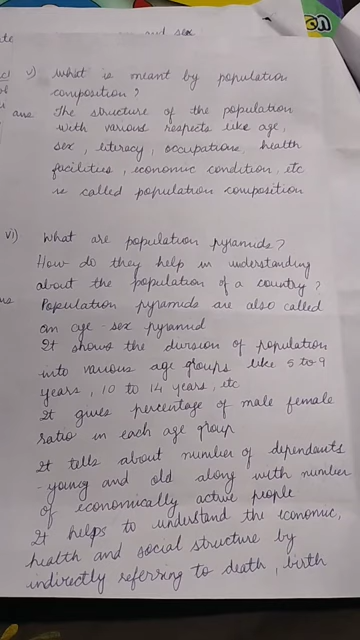 and sex
v) What is meant by population
composition?
ans The structure of the population
with various respects like age,
sex, literacy, occupations, health
facilities, economic condition, etc
is called population composition
vi) What are population pyramids?
How do they help in understanding
about the population of a country?
Population pyramids are also called
an age-sex pyramid
It shows the division of population
into various age groups like 5 to 9
years, 10 to 14 years, etc
It gives percentage of male female
ratio in each age group
It tells about number of dependants
- young and old along with number
of economically active people
It helps to understand the economic,
health and social structure by
indirectly referring to death, birth